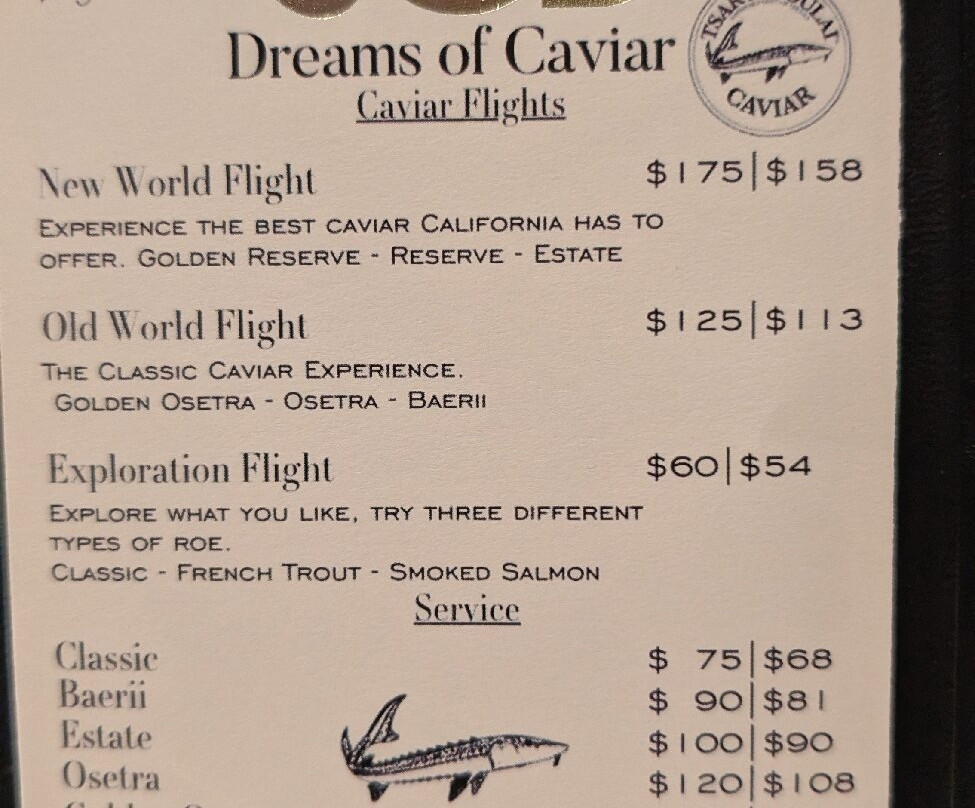 Dreams of Caviar
CAVIAR
Caviar Flights
New World Flight $175|$158
EXPERIENCE THE BEST CAVIAR CALIFORNIA HAS TO
OFFER. GOLDEN RESERVE - RESERVE - ESTATE
Old World Flight $125|$113
THE CLASSIC CAVIAR EXPERIENCE.
GOLDEN OSETRA - OSETRA - BAERII
Exploration Flight $60|$54
EXPLORE WHAT YOU LIKE, TRY THREE DIFFERENT
TYPES OF ROE.
CLASSIC - FRENCH TROUT - SMOKED SALMON
Service
Classic $ 75|$68
Baerii $ 90|$81
Estate $100|$90
Osetra $120|$108